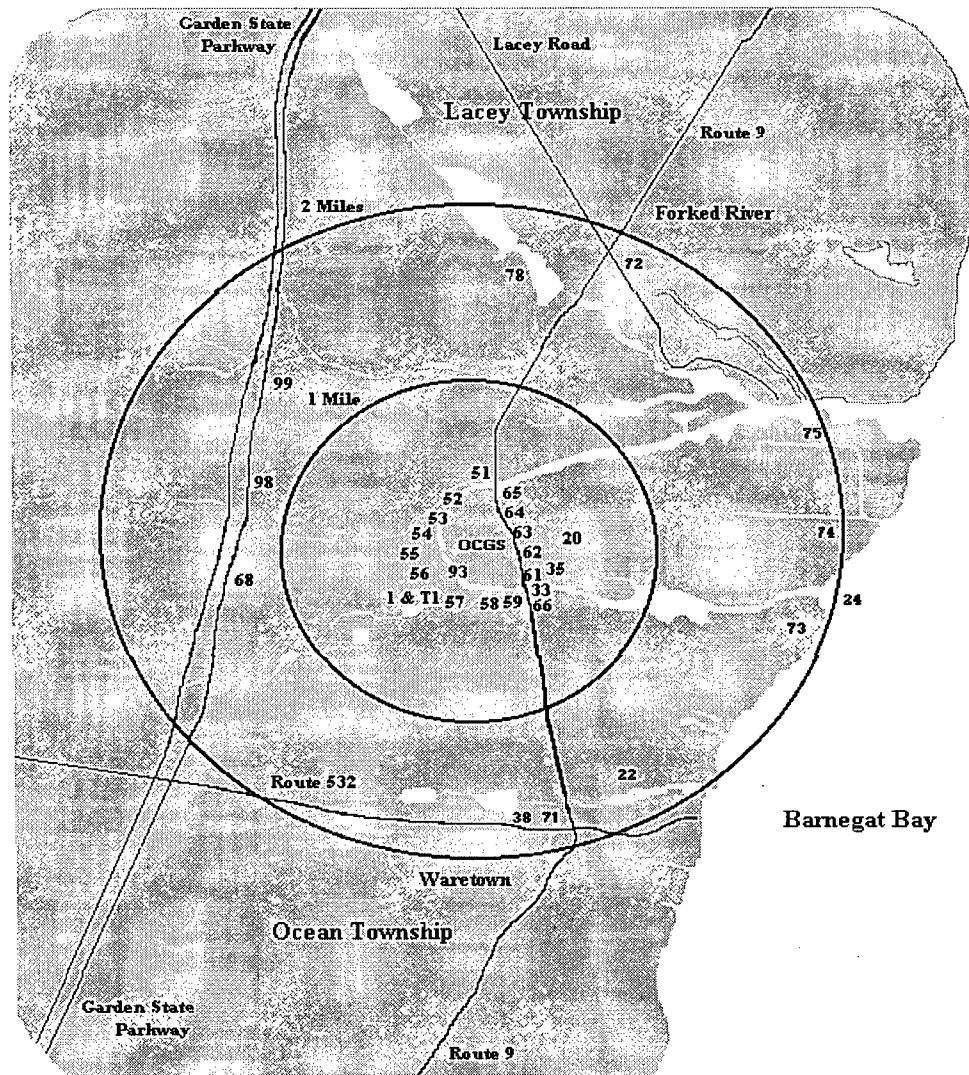 Garden State
Parkway
Lacey Road
Lacey Township
Route 9
2 Miles
Forked River
72
78
99
1 Mile
75
51
98
52
65
53
64
54
63
74
OCGS
20
55
62
56
93
61
35
68
33
1 & T1
57
58
59
66
24
73
22
Route 532
38
71
Barnegat Bay
Waretown
Ocean Township
Garden State
Parkway
Route 9